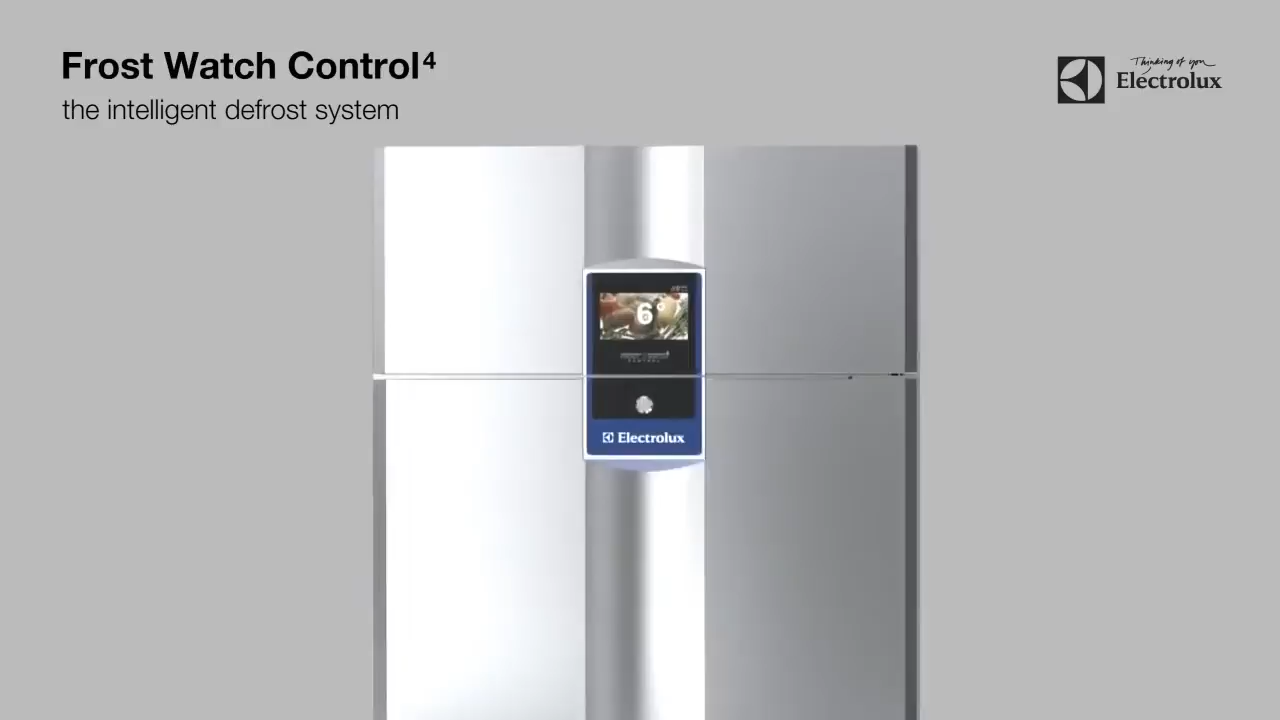 Frost Watch Control⁴
the intelligent defrost system
Thinking of you
Electrolux
6°
Electrolux